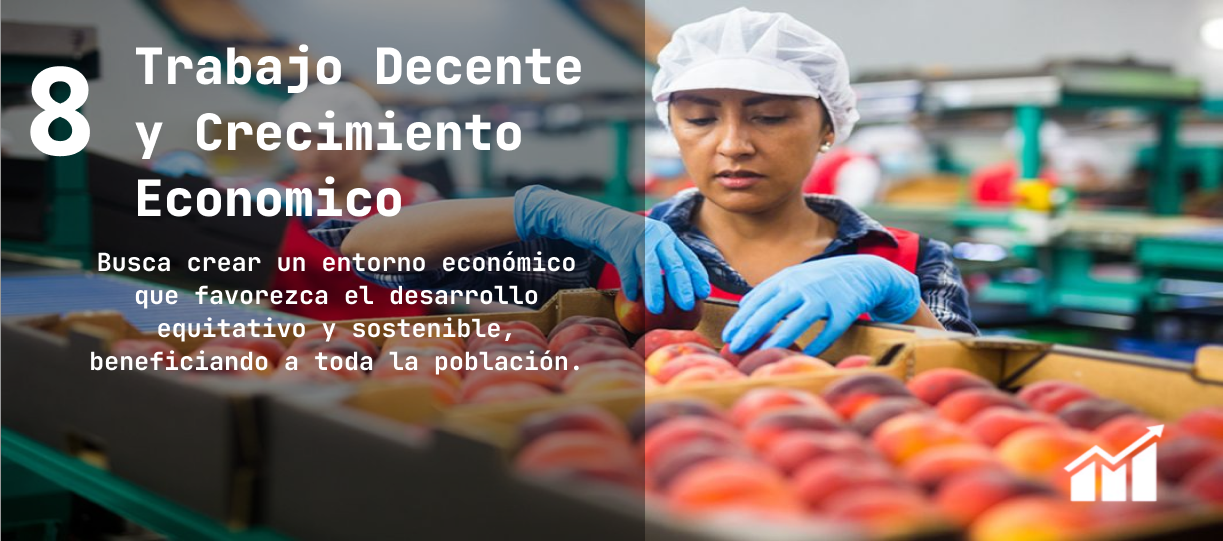 8
Trabajo Decente
y Crecimiento
Economico
Busca crear un entorno económico
que favorezca el desarrollo
equitativo y sostenible,
beneficiando a toda la población.